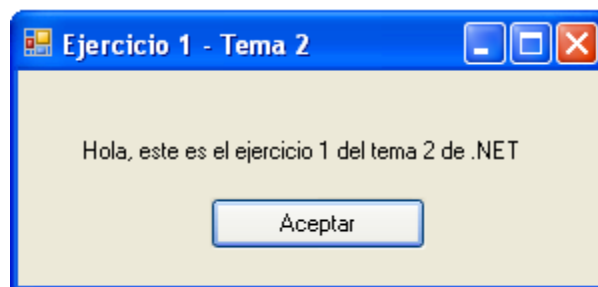 Ejercicio 1 - Tema 2
Hola, este es el ejercicio 1 del tema 2 de .NET
Aceptar